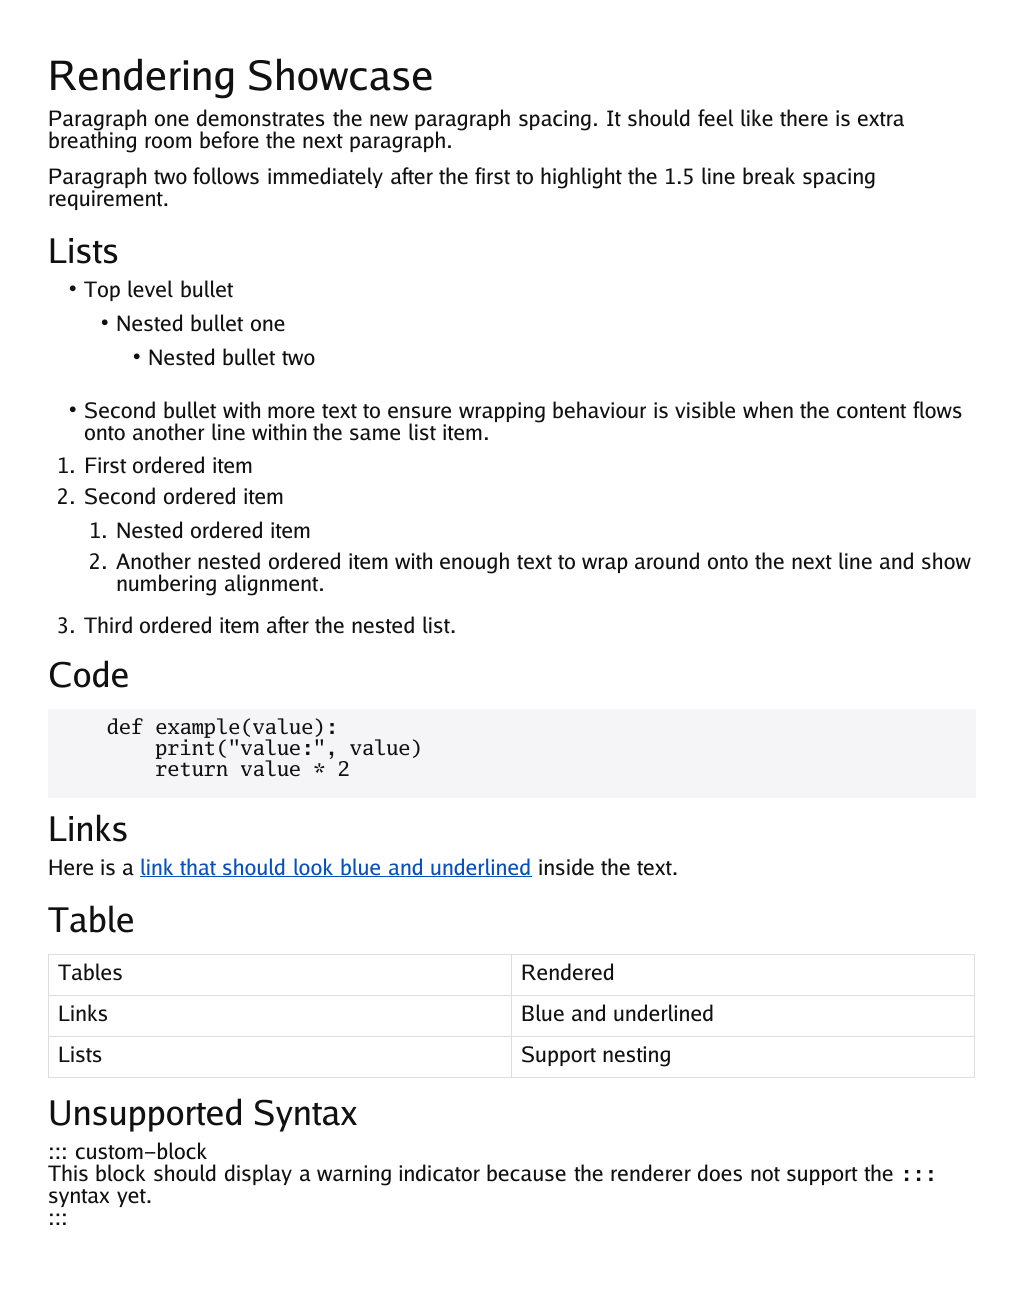 Rendering Showcase
Paragraph one demonstrates the new paragraph spacing. It should feel like there is extra
breathing room before the next paragraph.
Paragraph two follows immediately after the first to highlight the 1.5 line break spacing
requirement.
Lists
• Top level bullet
• Nested bullet one
• Nested bullet two
• Second bullet with more text to ensure wrapping behaviour is visible when the content flows
onto another line within the same list item.
1. First ordered item
2. Second ordered item
1. Nested ordered item
2. Another nested ordered item with enough text to wrap around onto the next line and show
numbering alignment.
3. Third ordered item after the nested list.
Code
def example(value):
    print("value:", value)
    return value * 2
Links
Here is a link that should look blue and underlined inside the text.
Table
Tables Rendered
Links Blue and underlined
Lists Support nesting
Unsupported Syntax
::: custom–block
This block should display a warning indicator because the renderer does not support the :::
syntax yet.
:::